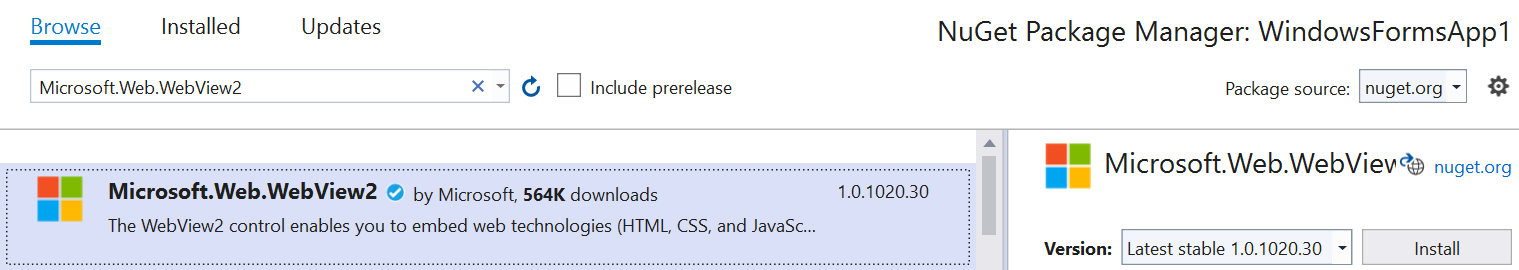 Browse Installed Updates
NuGet Package Manager: WindowsFormsApp1
Microsoft.Web.WebView2
Include prerelease
Package source: nuget.org
Microsoft.Web.WebView2 by Microsoft, 564K downloads 1.0.1020.30
The WebView2 control enables you to embed web technologies (HTML, CSS, and JavaSc...
Microsoft.Web.WebView nuget.org
Version: Latest stable 1.0.1020.30 Install